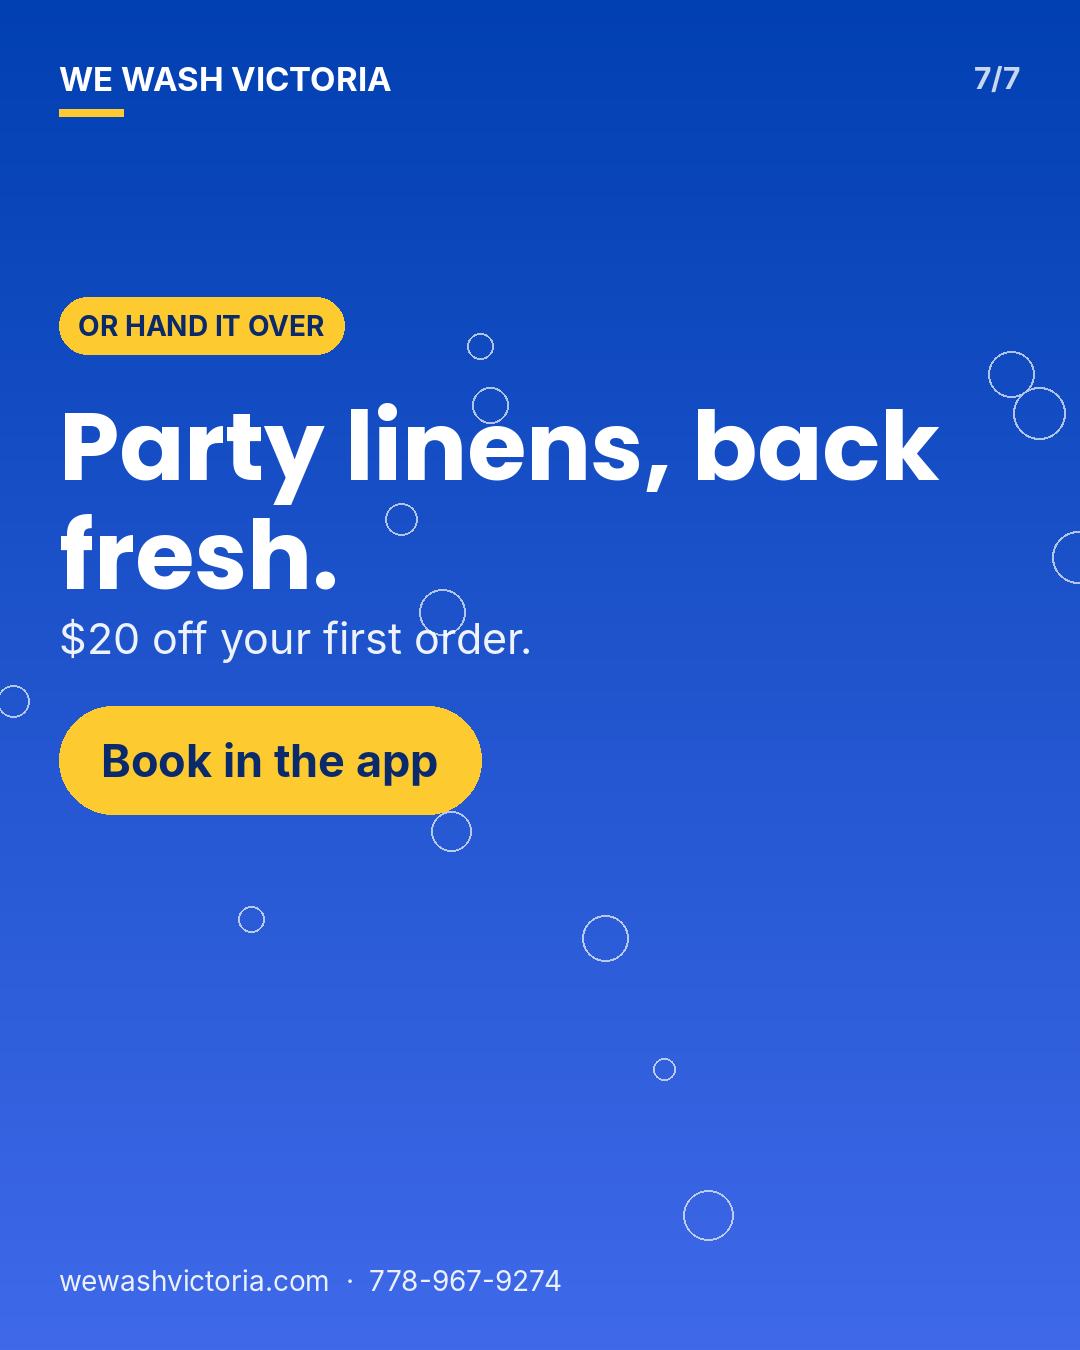 WE WASH VICTORIA
7/7
OR HAND IT OVER
Party linens, back
fresh.
$20 off your first order.
Book in the app
wewashvictoria.com · 778-967-9274